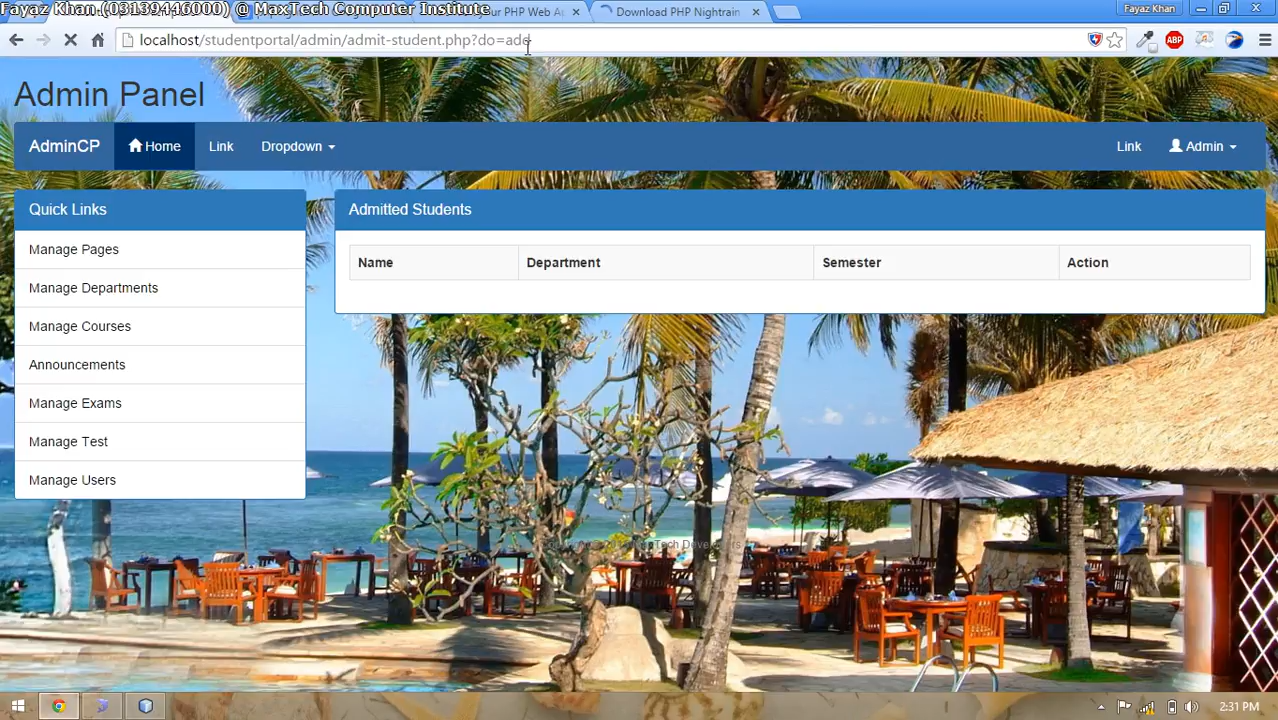 Fayaz Khan (03139446000) @ MaxTech Computer Institute
our PHP Web Ap
Download PHP Nightrain
Fayaz Khan
localhost/studentportal/admin/admit-student.php?do=add
ABP
Admin Panel
AdminCP
Home
Link
Dropdown
Link
Admin
Quick Links
Manage Pages
Manage Departments
Manage Courses
Announcements
Manage Exams
Manage Test
Manage Users
Admitted Students
Name
Department
Semester
Action
2:31 PM